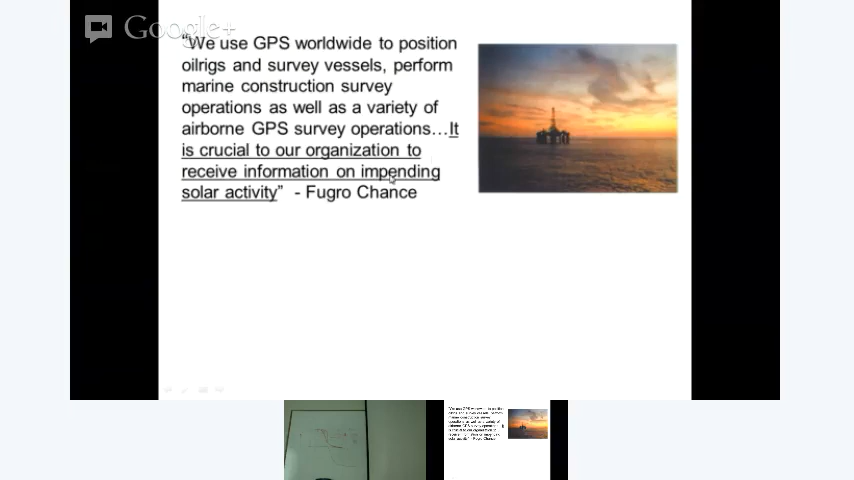 Google+
“We use GPS worldwide to position
oilrigs and survey vessels, perform
marine construction survey
operations as well as a variety of
airborne GPS survey operations…It
is crucial to our organization to
receive information on impending
solar activity” - Fugro Chance